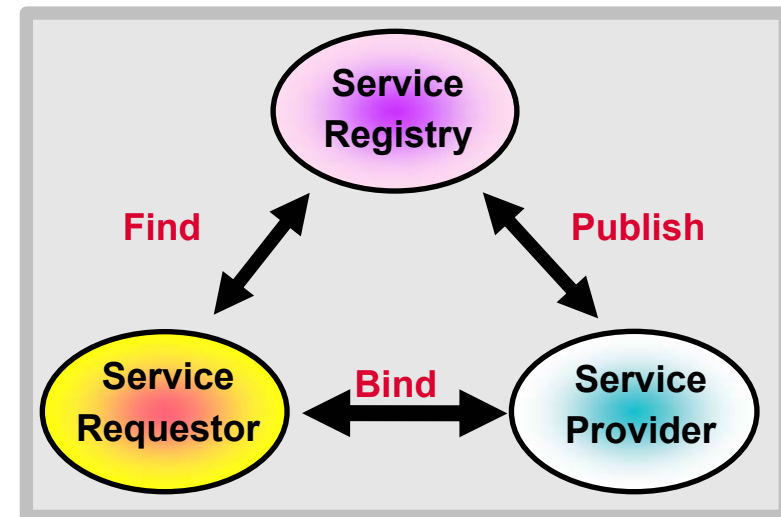 Service
Registry
Find
Publish
Service
Requestor
Bind
Service
Provider